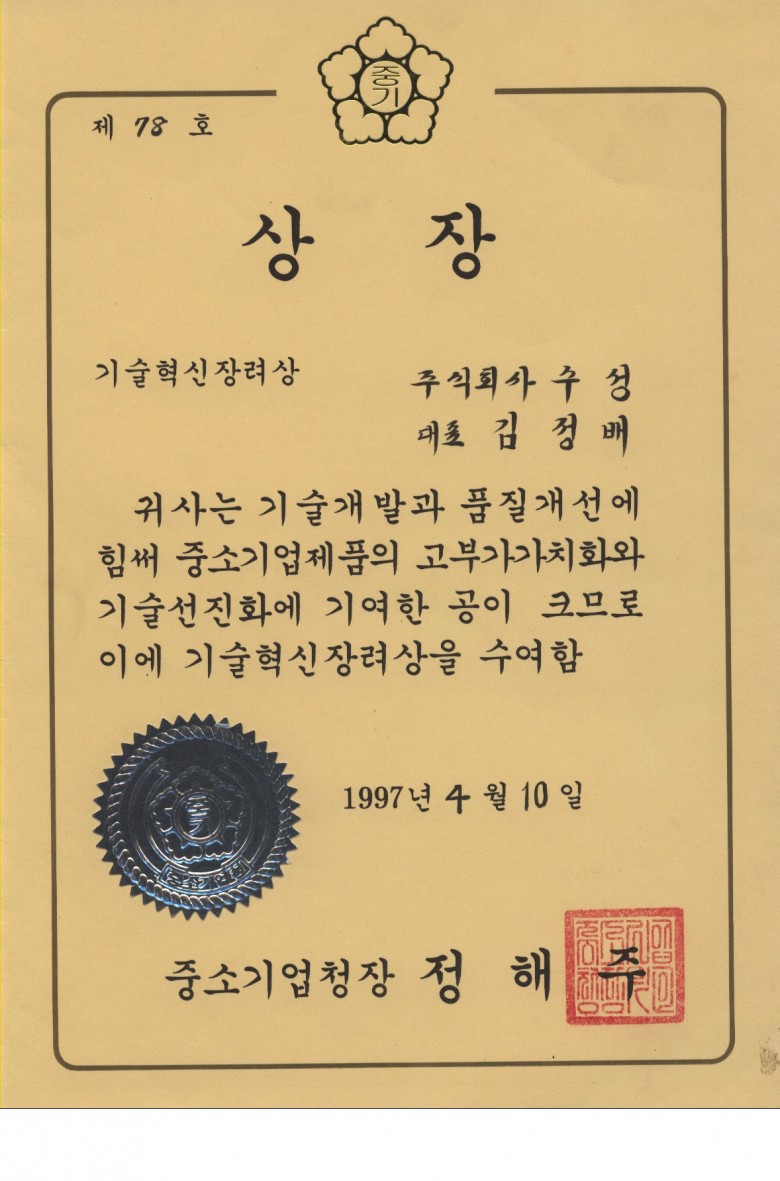 중기
제 78 호
상 장
기술혁신장려상
주식회사 수 성
대표 김 정 배
귀사는 기술개발과 품질개선에
힘써 중소기업제품의 고부가가치화와
기술선진화에 기여한 공이 크므로
이에 기술혁신장려상을 수여함
1997년 4 월 10 일
중소기업청장 정 해 주